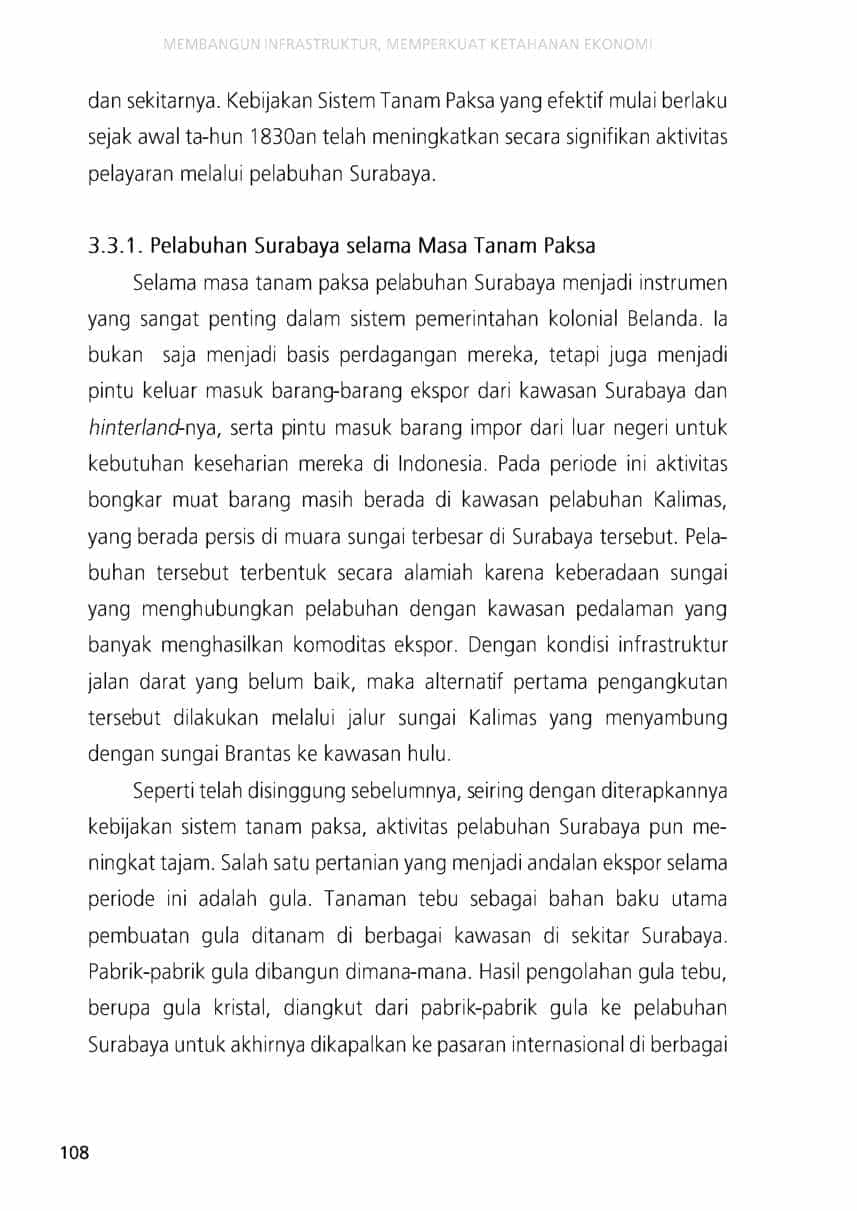 MEMBANGUN INFRASTRUKTUR, MEMPERKUAT KETAHANAN EKONOMI
dan sekitarnya. Kebijakan Sistem Tanam Paksa yang efektif mulai berlaku
sejak awal ta-hun 1830an telah meningkatkan secara signifikan aktivitas
pelayaran melalui pelabuhan Surabaya.
3.3.1. Pelabuhan Surabaya selama Masa Tanam Paksa
Selama masa tanam paksa pelabuhan Surabaya menjadi instrumen
yang sangat penting dalam sistem pemerintahan kolonial Belanda. Ia
bukan saja menjadi basis perdagangan mereka, tetapi juga menjadi
pintu keluar masuk barang-barang ekspor dari kawasan Surabaya dan
hinterland-nya, serta pintu masuk barang impor dari luar negeri untuk
kebutuhan keseharian mereka di Indonesia. Pada periode ini aktivitas
bongkar muat barang masih berada di kawasan pelabuhan Kalimas,
yang berada persis di muara sungai terbesar di Surabaya tersebut. Pela-
buhan tersebut terbentuk secara alamiah karena keberadaan sungai
yang menghubungkan pelabuhan dengan kawasan pedalaman yang
banyak menghasilkan komoditas ekspor. Dengan kondisi infrastruktur
jalan darat yang belum baik, maka alternatif pertama pengangkutan
tersebut dilakukan melalui jalur sungai Kalimas yang menyambung
dengan sungai Brantas ke kawasan hulu.
Seperti telah disinggung sebelumnya, seiring dengan diterapkannya
kebijakan sistem tanam paksa, aktivitas pelabuhan Surabaya pun me-
ningkat tajam. Salah satu pertanian yang menjadi andalan ekspor selama
periode ini adalah gula. Tanaman tebu sebagai bahan baku utama
pembuatan gula ditanam di berbagai kawasan di sekitar Surabaya.
Pabrik-pabrik gula dibangun dimana-mana. Hasil pengolahan gula tebu,
berupa gula kristal, diangkut dari pabrik-pabrik gula ke pelabuhan
Surabaya untuk akhirnya dikapalkan ke pasaran internasional di berbagai
108